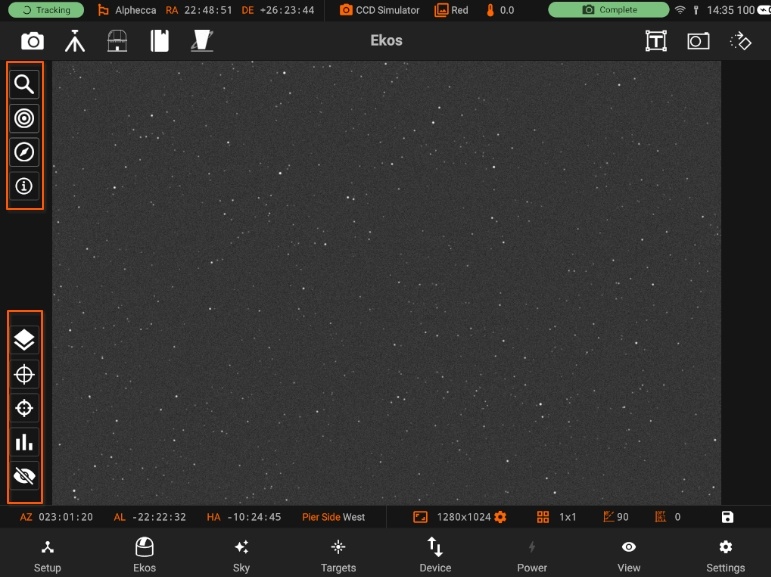 Tracking Alphecca RA 22:48:51 DE +26:23:44 CCD Simulator Red 0.0 Complete 14:35 100
Ekos
T
AZ 023:01:20 AL -22:22:32 HA -10:24:45 Pier Side West 1280x1024 1x1 90 0
Setup Ekos Sky Targets Device Power View Settings